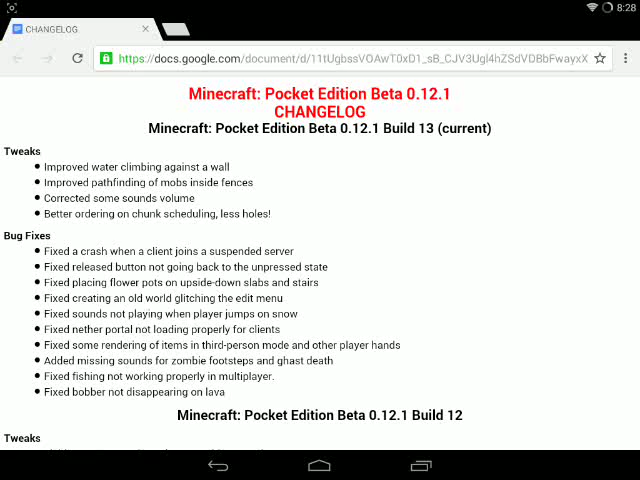 8:28
CHANGELOG
https://docs.google.com/document/d/11tUgbssVOAwT0xD1_sB_CJV3Ugl4hZSdVDBbFwayxX
Minecraft: Pocket Edition Beta 0.12.1
CHANGELOG
Minecraft: Pocket Edition Beta 0.12.1 Build 13 (current)
Tweaks
● Improved water climbing against a wall
● Improved pathfinding of mobs inside fences
● Corrected some sounds volume
● Better ordering on chunk scheduling, less holes!
Bug Fixes
● Fixed a crash when a client joins a suspended server
● Fixed released button not going back to the unpressed state
● Fixed placing flower pots on upside-down slabs and stairs
● Fixed creating an old world glitching the edit menu
● Fixed sounds not playing when player jumps on snow
● Fixed nether portal not loading properly for clients
● Fixed some rendering of items in third-person mode and other player hands
● Added missing sounds for zombie footsteps and ghast death
● Fixed fishing not working properly in multiplayer.
● Fixed bobber not disappearing on lava
Minecraft: Pocket Edition Beta 0.12.1 Build 12
Tweaks